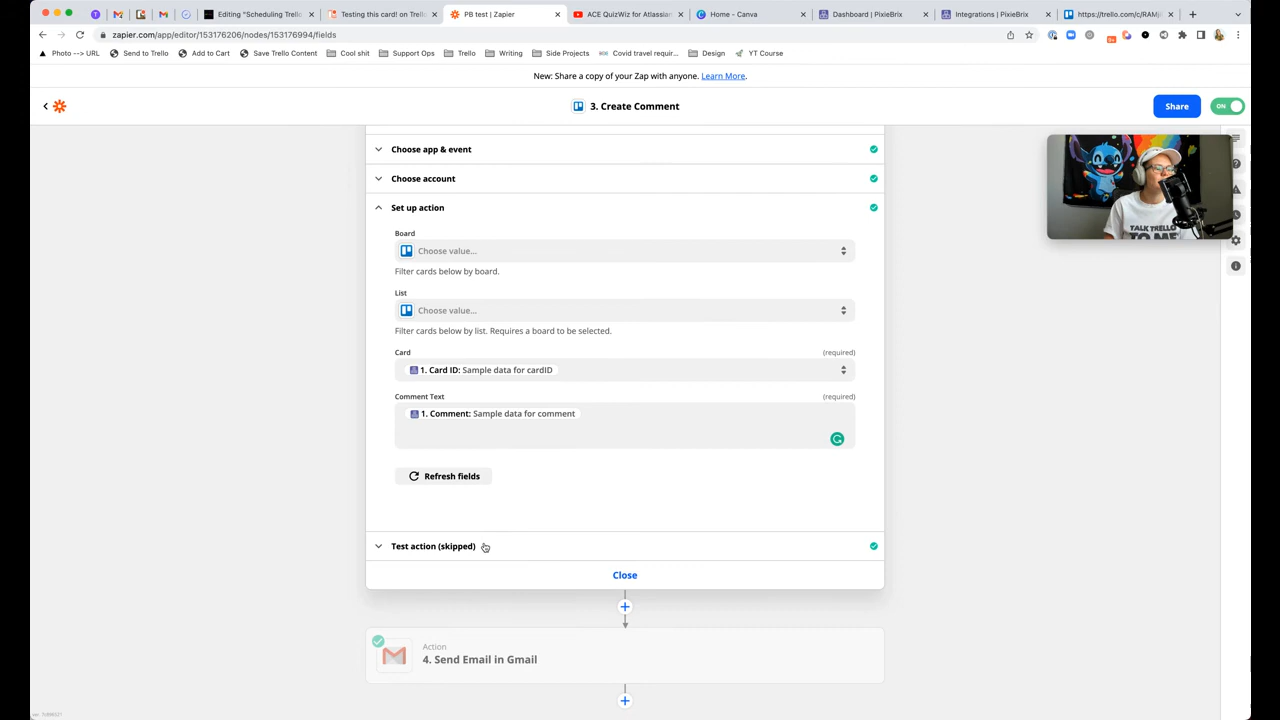 Editing "Scheduling Trello
Testing this card! on Trello
PB test | Zapier
ACE QuizWiz for Atlassian
Home - Canva
Dashboard | PixieBrix
Integrations | PixieBrix
https://trello.com/c/RAMj
zapier.com/app/editor/153176206/nodes/153176994/fields
Photo --> URL
Send to Trello
Add to Cart
Save Trello Content
Cool shit
Support Ops
Trello
Writing
Side Projects
Covid travel requir...
Design
YT Course
New: Share a copy of your Zap with anyone. Learn More.
3. Create Comment
Share
ON
Choose app & event
Choose account
Set up action
Board
Choose value...
Filter cards below by board.
List
Choose value...
Filter cards below by list. Requires a board to be selected.
Card
(required)
1. Card ID: Sample data for cardID
Comment Text
(required)
1. Comment: Sample data for comment
Refresh fields
Test action (skipped)
Close
Action
4. Send Email in Gmail
TALK TRELLO
TO ME